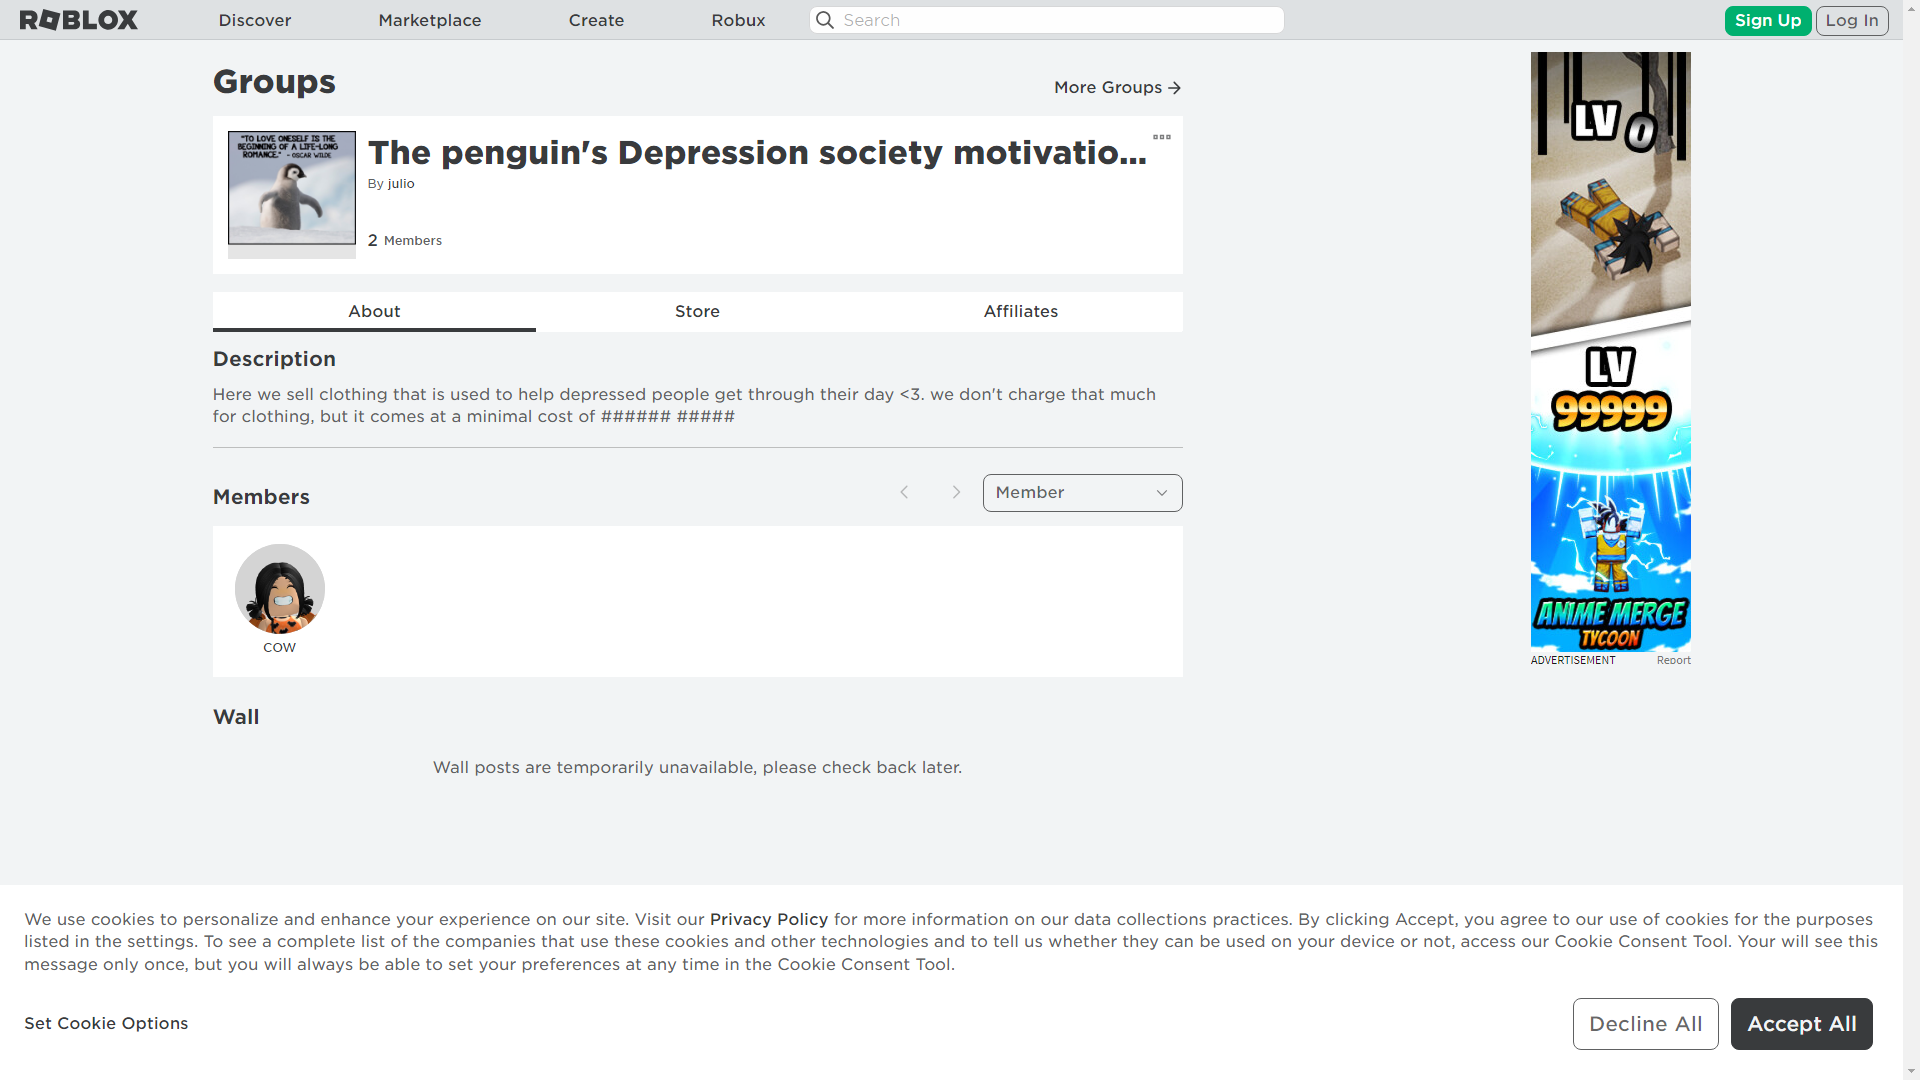 ROBLOX
Discover
Marketplace
Create
Robux
Search
Sign Up
Log In
Groups
More Groups
"TO LOVE ONESELF IS THE
BEGINNING OF A LIFE-LONG
ROMANCE." - OSCAR WILDE
The penguin's Depression society motivatio...
By julio
2 Members
About
Store
Affiliates
Description
Here we sell clothing that is used to help depressed people get through their day <3. we don't charge that much
for clothing, but it comes at a minimal cost of ###### #####
Members
Member
COW
Wall
Wall posts are temporarily unavailable, please check back later.
LV 0
LV
99999
ANIME MERGE
TYCOON
ADVERTISEMENT
Report
We use cookies to personalize and enhance your experience on our site. Visit our Privacy Policy for more information on our data collections practices. By clicking Accept, you agree to our use of cookies for the purposes
listed in the settings. To see a complete list of the companies that use these cookies and other technologies and to tell us whether they can be used on your device or not, access our Cookie Consent Tool. Your will see this
message only once, but you will always be able to set your preferences at any time in the Cookie Consent Tool.
Set Cookie Options
Decline All
Accept All